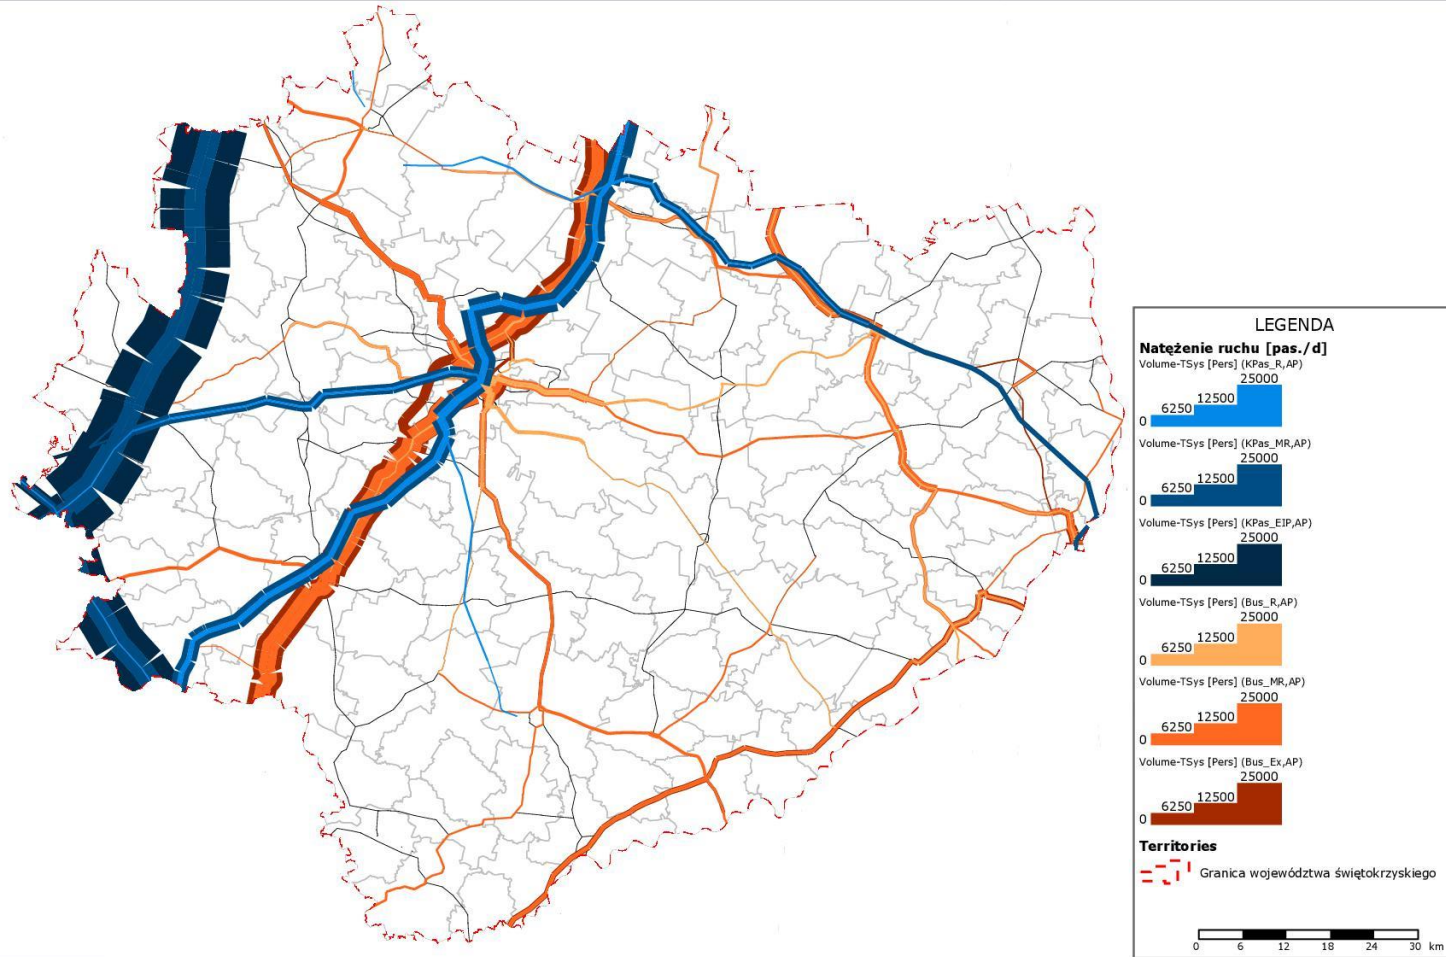 LEGENDA
Natężenie ruchu [pas./d]
Volume-TSys [Pers] (KPas_R,AP)
0 6250 12500 25000
Volume-TSys [Pers] (KPas_MR,AP)
0 6250 12500 25000
Volume-TSys [Pers] (KPas_EIP,AP)
0 6250 12500 25000
Volume-TSys [Pers] (Bus_R,AP)
0 6250 12500 25000
Volume-TSys [Pers] (Bus_MR,AP)
0 6250 12500 25000
Volume-TSys [Pers] (Bus_Ex,AP)
0 6250 12500 25000
Territories
Granica województwa świętokrzyskiego
0 6 12 18 24 30 km